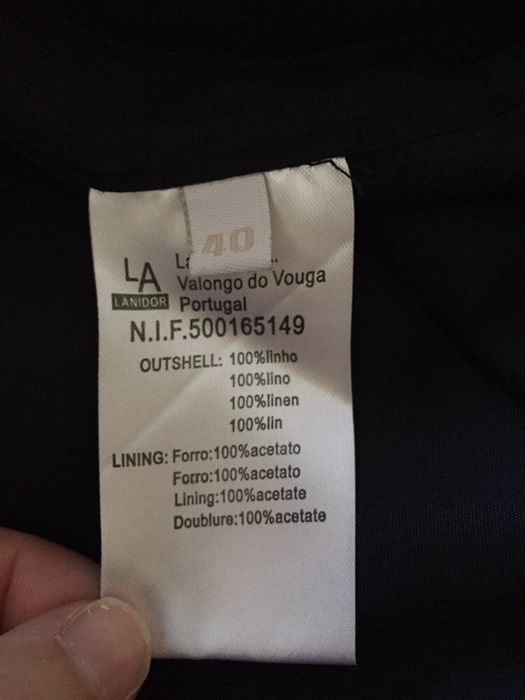 40
LA
LANIDOR
Valongo do Vouga
Portugal
N.I.F.500165149
OUTSHELL: 100%linho
100%lino
100%linen
100%lin
LINING: Forro:100%acetato
Forro:100%acetato
Lining:100%acetate
Doublure:100%acetate